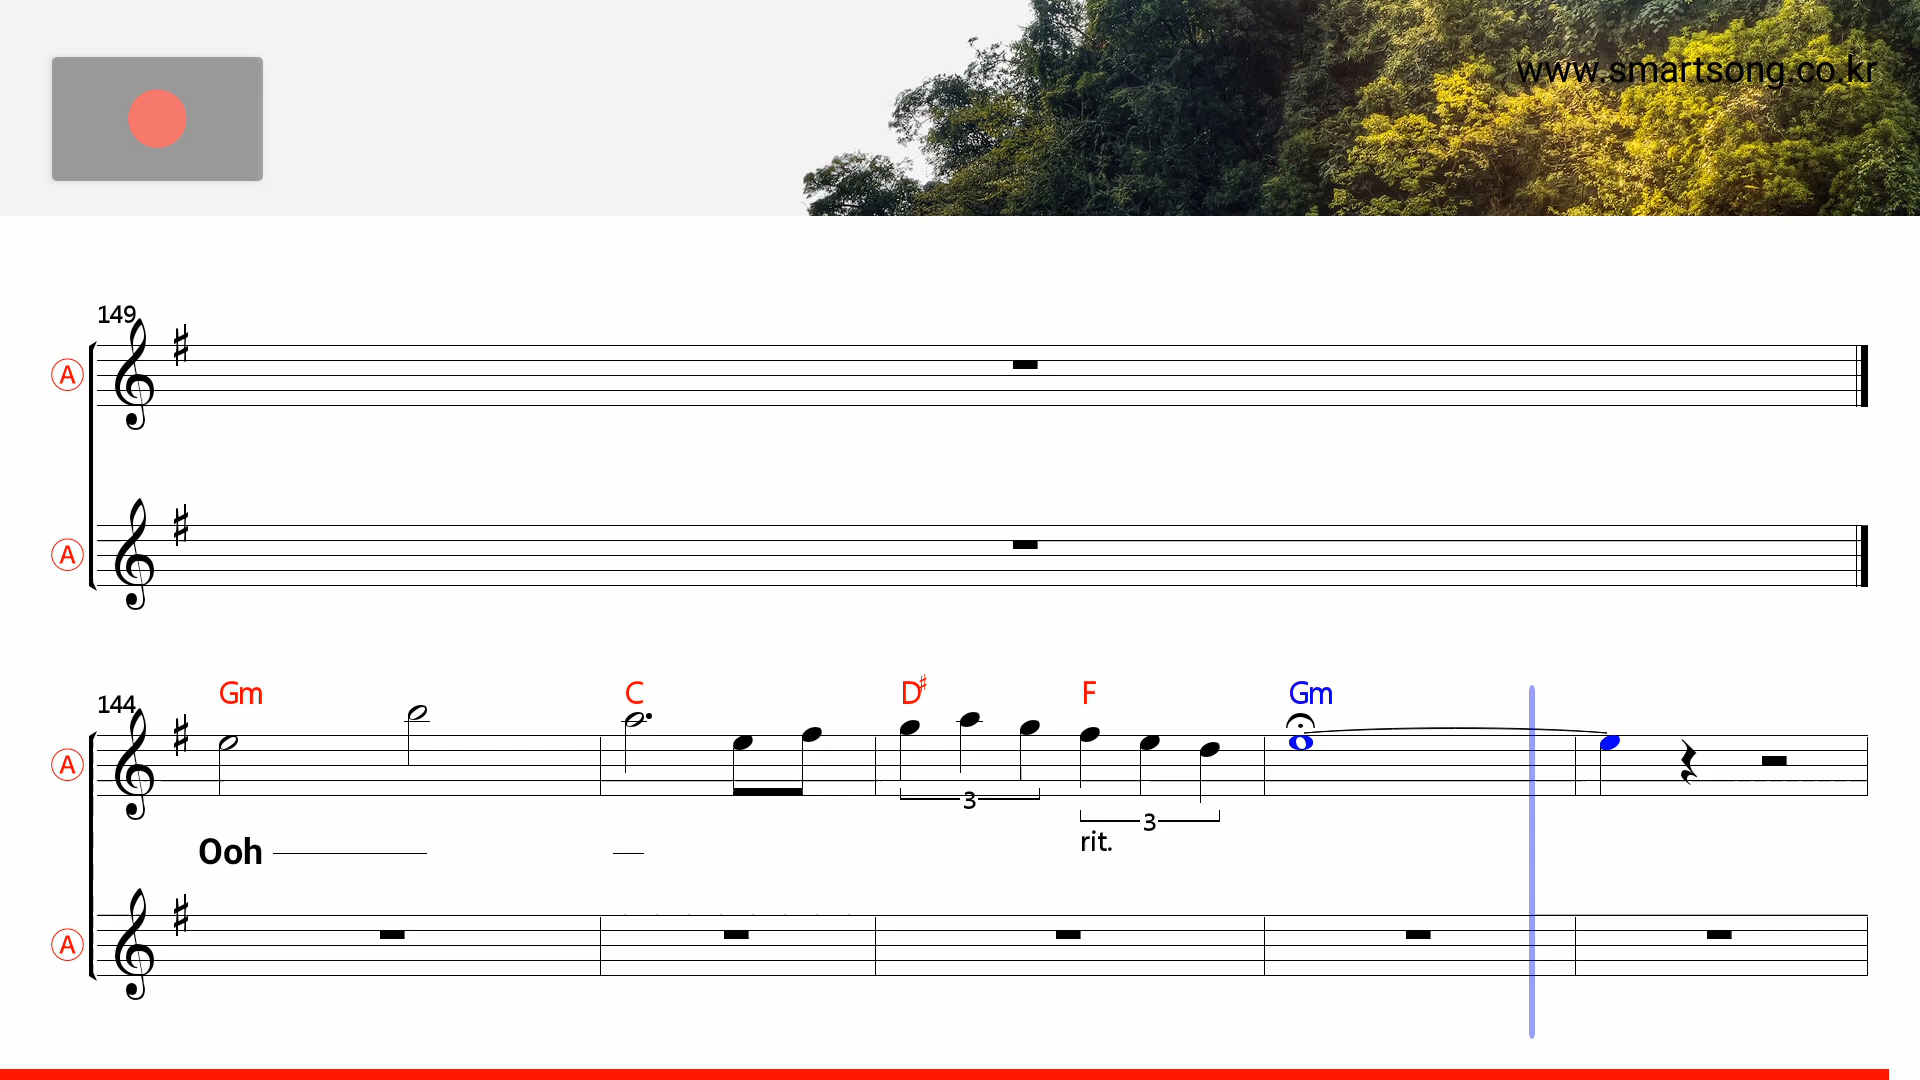 www.smartsong.co.kr
149
A
A
Gm C D♯ F Gm
144
A
3 3
rit.
Ooh
A